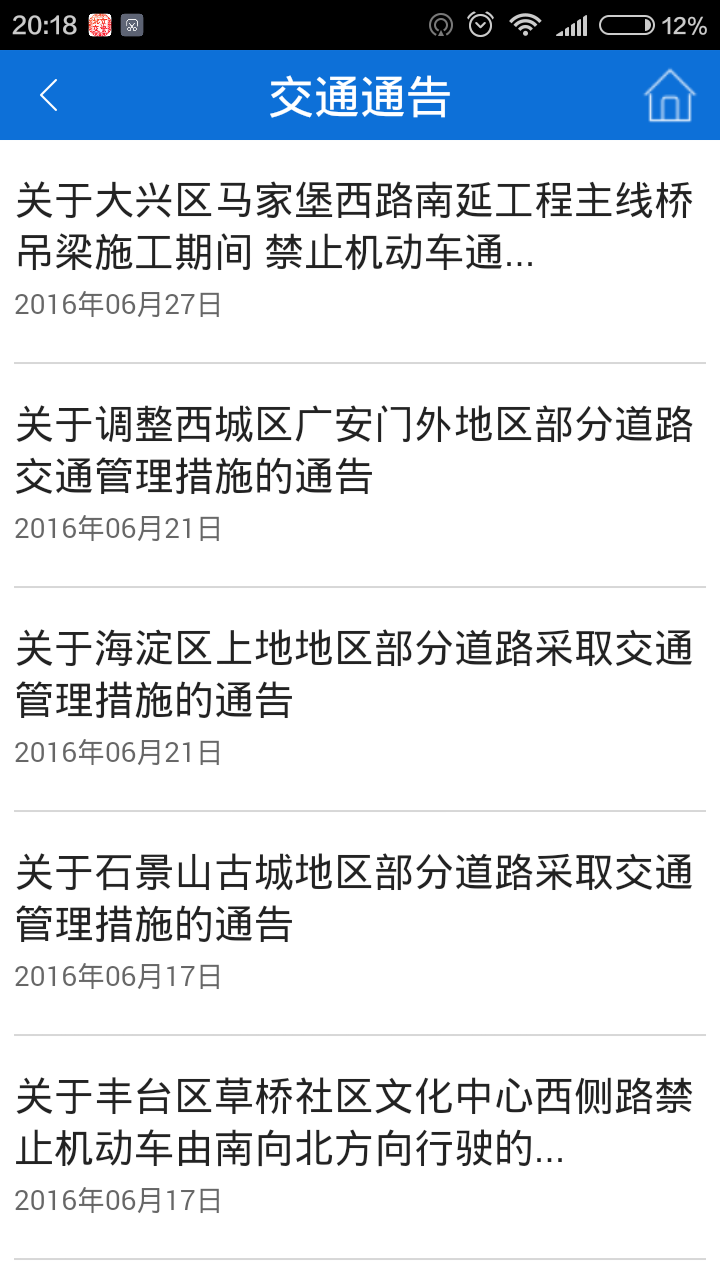 20:18 12%
交通通告
关于大兴区马家堡西路南延工程主线桥
吊梁施工期间 禁止机动车通...
2016年06月27日
关于调整西城区广安门外地区部分道路
交通管理措施的通告
2016年06月21日
关于海淀区上地地区部分道路采取交通
管理措施的通告
2016年06月21日
关于石景山古城地区部分道路采取交通
管理措施的通告
2016年06月17日
关于丰台区草桥社区文化中心西侧路禁
止机动车由南向北方向行驶的...
2016年06月17日